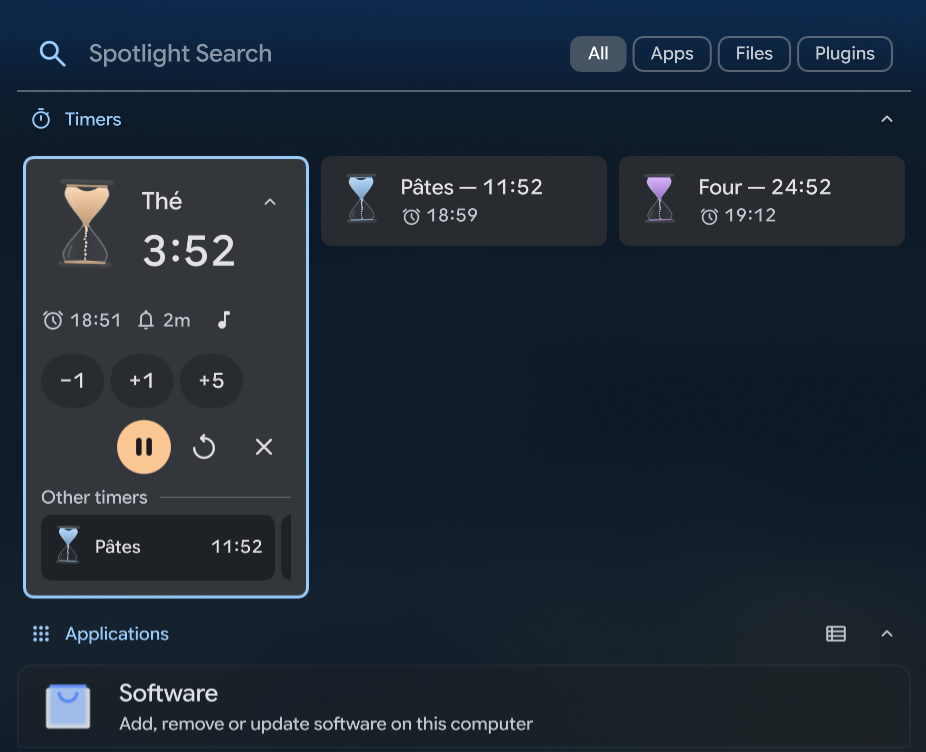 Spotlight Search
All
Apps
Files
Plugins
Timers
Thé
3:52
18:51
2m
−1
+1
+5
Other timers
Pâtes
11:52
Pâtes — 11:52
18:59
Four — 24:52
19:12
Applications
Software
Add, remove or update software on this computer